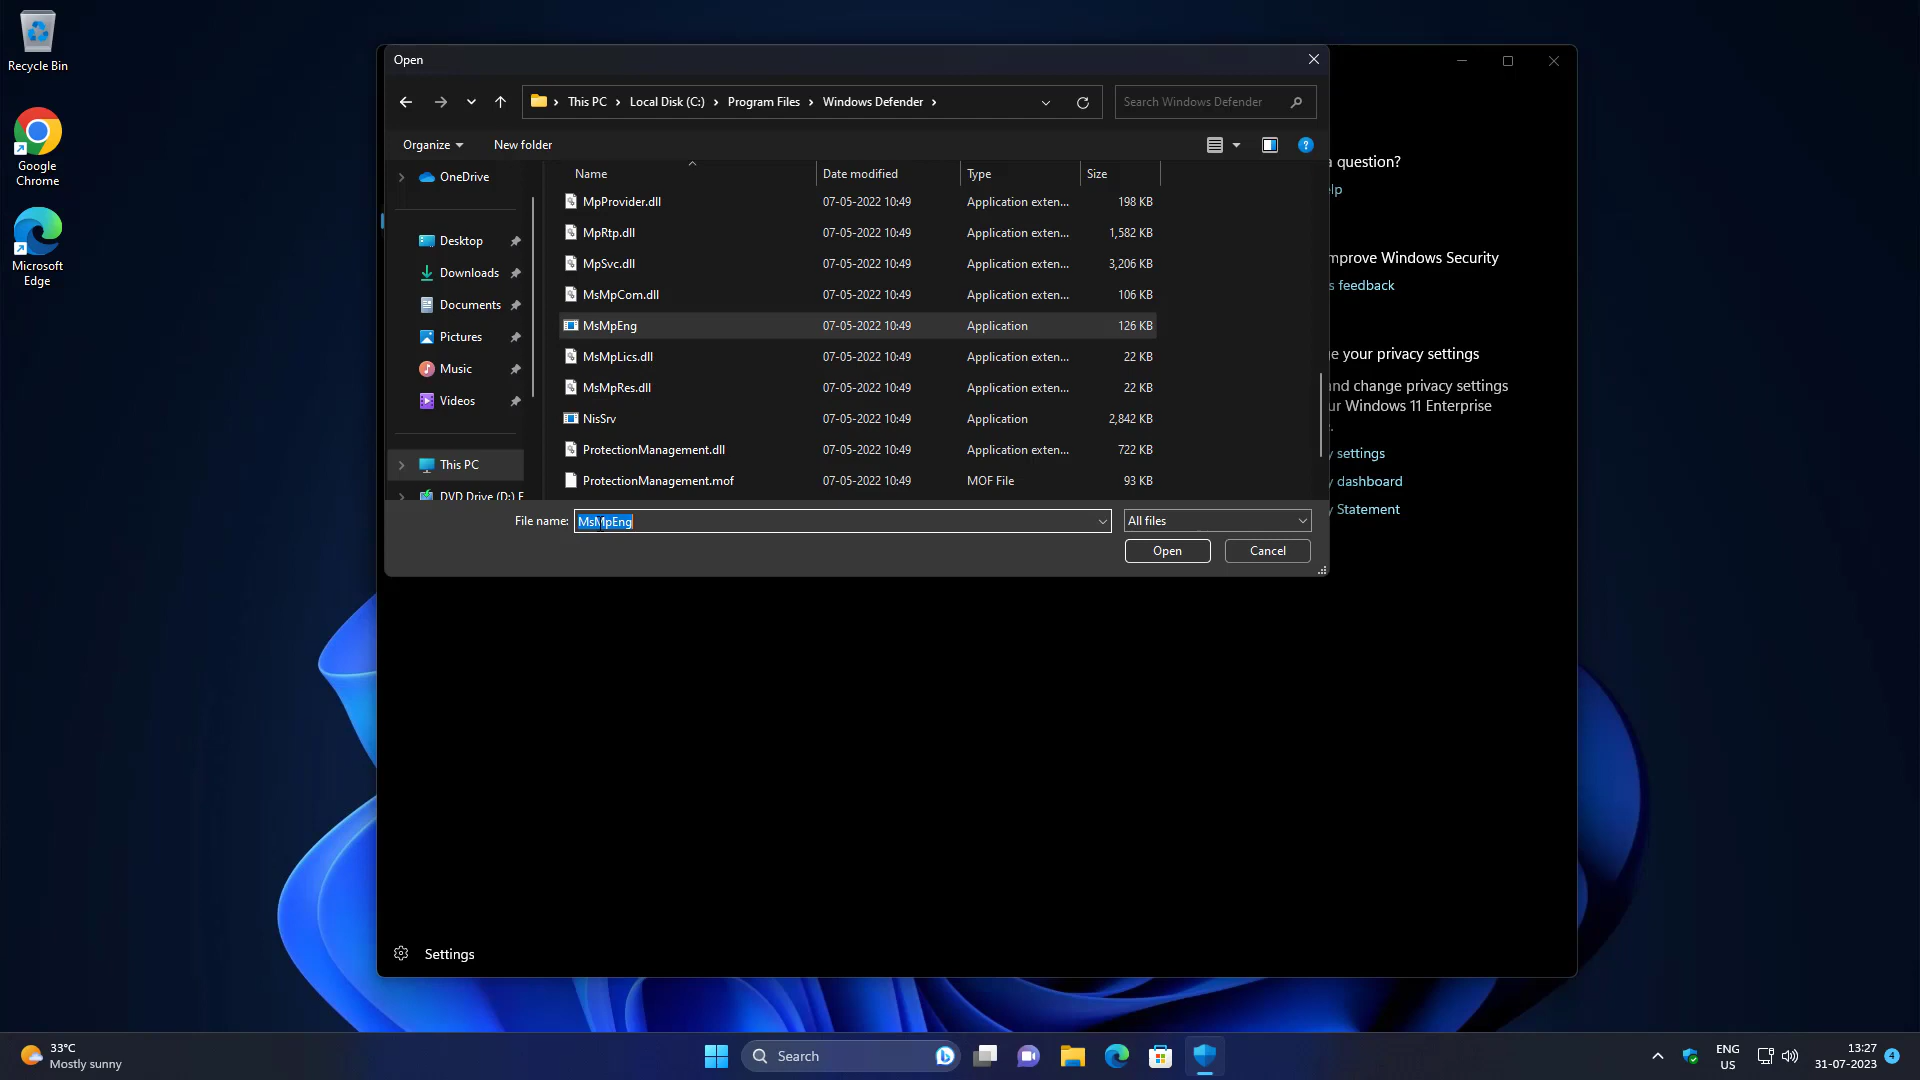 Recycle Bin
Google
Chrome
Microsoft
Edge
Open
This PC
Local Disk (C:)
Program Files
Windows Defender
Search Windows Defender
Organize
New folder
OneDrive
Desktop
Downloads
Documents
Pictures
Music
Videos
This PC
DVD Drive (D:) E
Name Date modified Type Size
MpProvider.dll 07-05-2022 10:49 Application exten... 198 KB
MpRtp.dll 07-05-2022 10:49 Application exten... 1,582 KB
MpSvc.dll 07-05-2022 10:49 Application exten... 3,206 KB
MsMpCom.dll 07-05-2022 10:49 Application exten... 106 KB
MsMpEng 07-05-2022 10:49 Application 126 KB
MsMpLics.dll 07-05-2022 10:49 Application exten... 22 KB
MsMpRes.dll 07-05-2022 10:49 Application exten... 22 KB
NisSrv 07-05-2022 10:49 Application 2,842 KB
ProtectionManagement.dll 07-05-2022 10:49 Application exten... 722 KB
ProtectionManagement.mof 07-05-2022 10:49 MOF File 93 KB
File name: MsMpEng All files
Open Cancel
a question?
elp
mprove Windows Security
s feedback
ge your privacy settings
and change privacy settings
ur Windows 11 Enterprise
y settings
y dashboard
y Statement
Settings
33°C
Mostly sunny
Search
ENG
US
13:27
31-07-2023
4